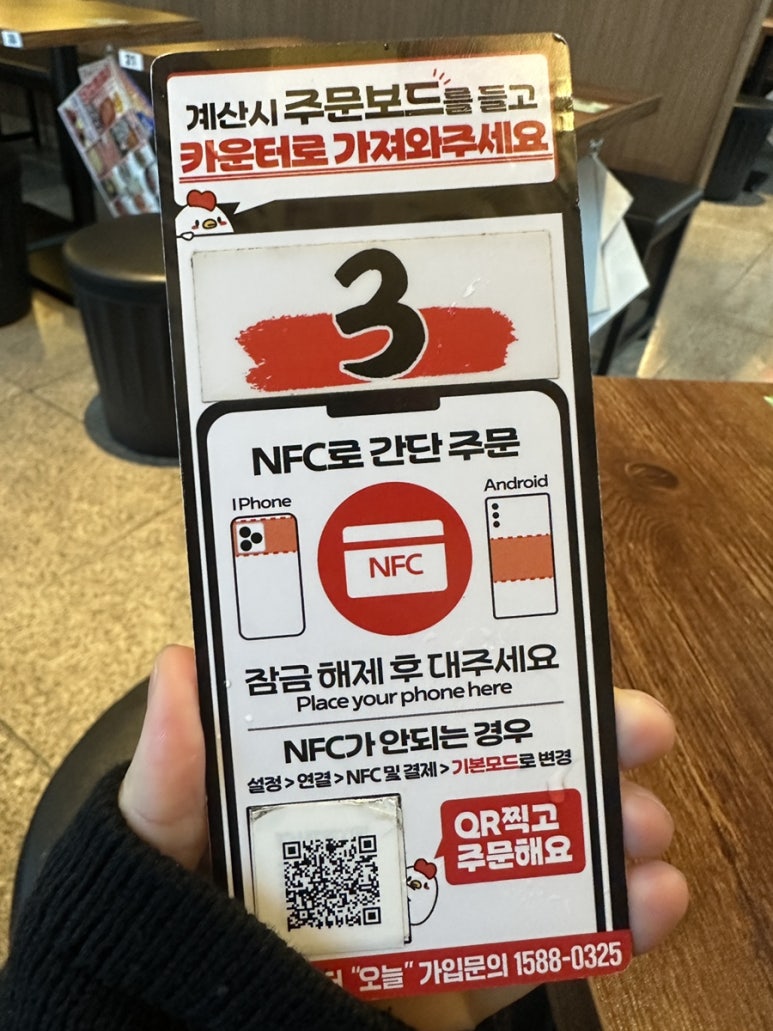 계산시 주문보드를 들고
카운터로 가져와주세요
3
NFC로 간단 주문
IPhone
Android
NFC
잠금 해제 후 대주세요
Place your phone here
NFC가 안되는 경우
설정 > 연결 > NFC 및 결제 > 기본모드로 변경
QR찍고
주문해요
"오늘" 가입문의 1588-0325
31